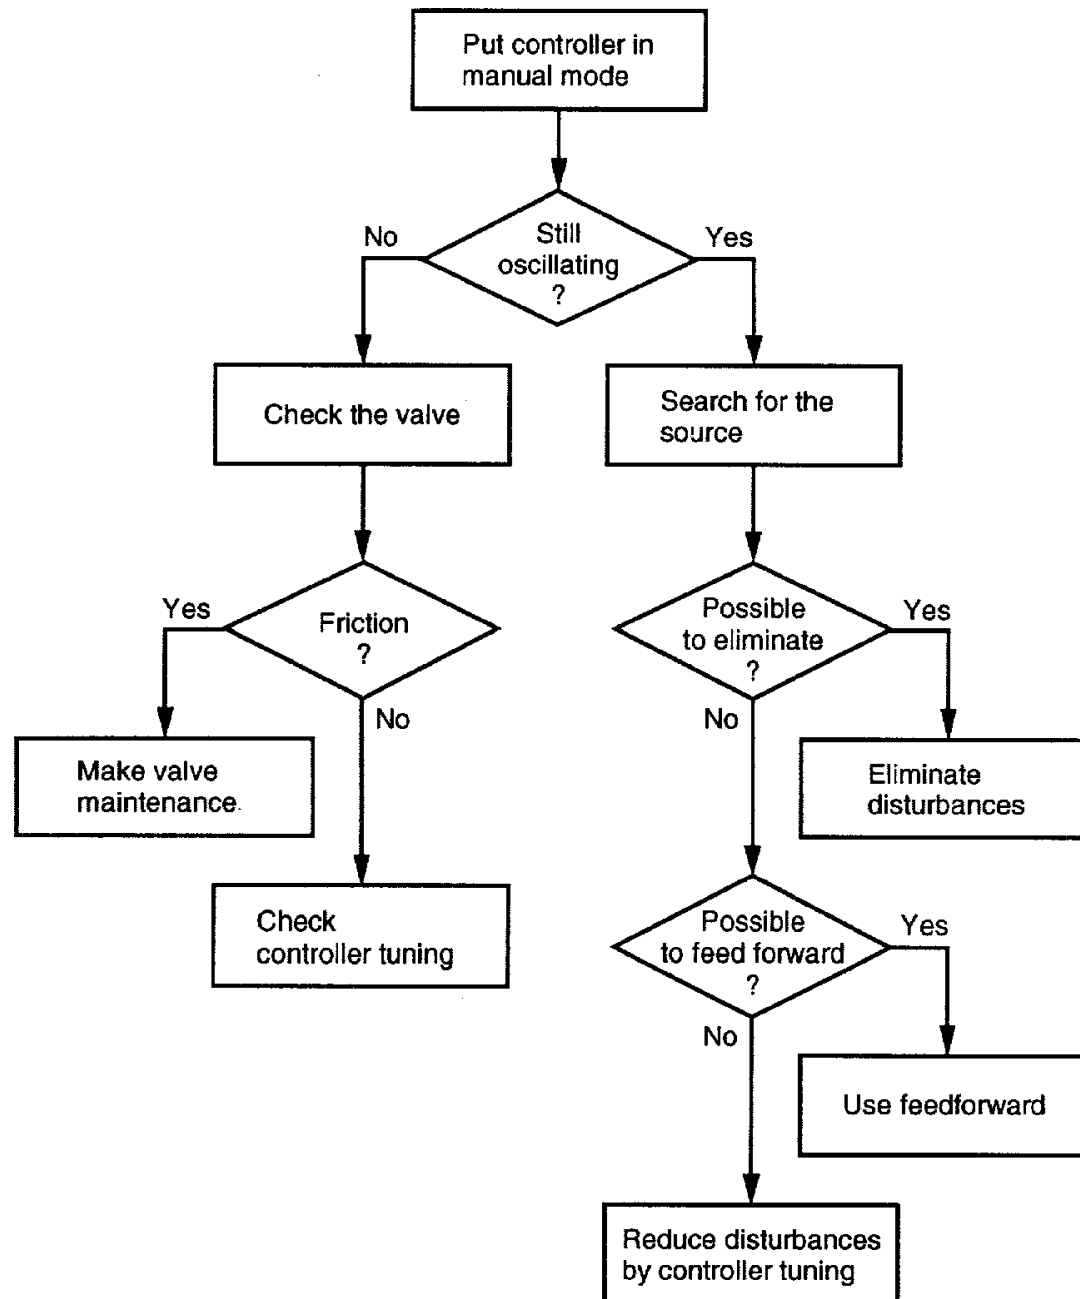 Put controller in
manual mode
No
Still
oscillating
?
Yes
Check the valve
Search for the
source
Yes
Friction
?
No
Possible
to eliminate
?
Yes
No
Make valve
maintenance
Eliminate
disturbances
Check
controller tuning
Possible
to feed forward
?
Yes
No
Use feedforward
Reduce disturbances
by controller tuning